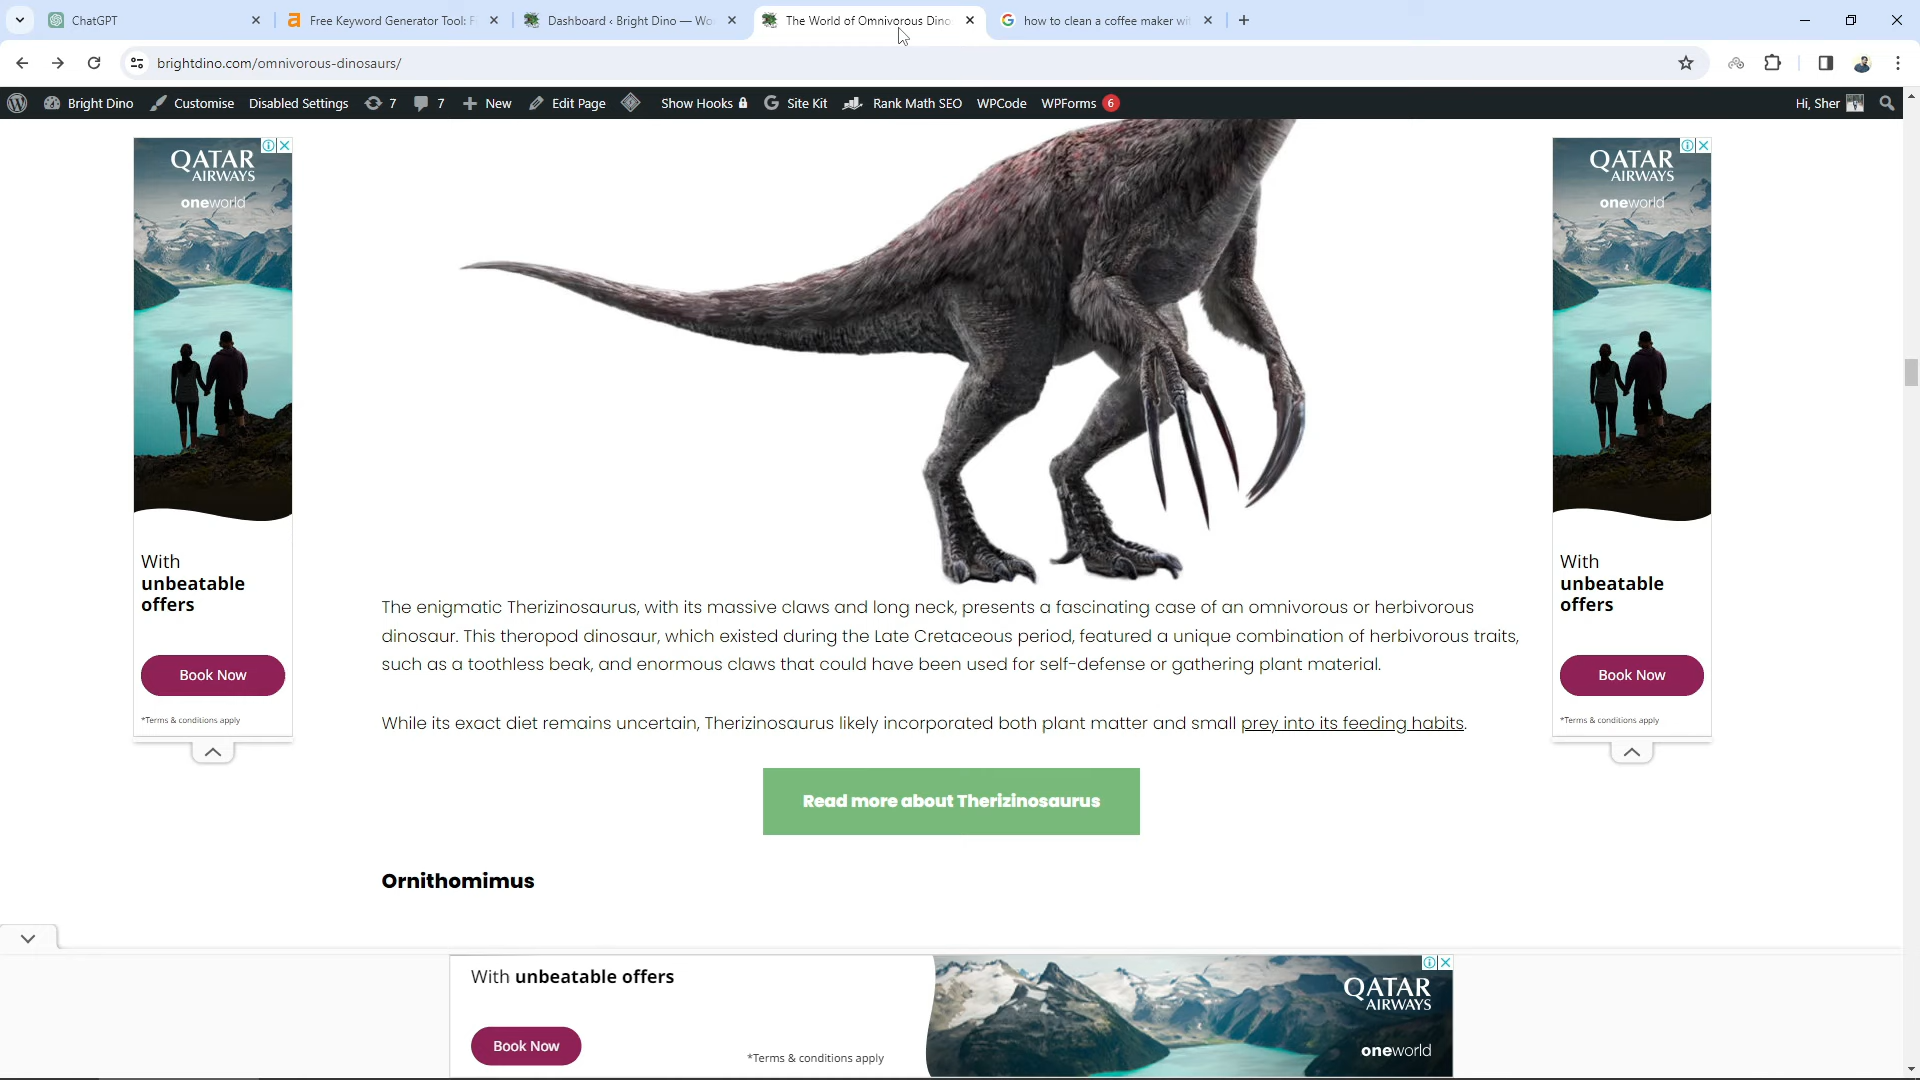 ChatGPT
Free Keyword Generator Tool: F
Dashboard ‹ Bright Dino — Wo
The World of Omnivorous Dino
how to clean a coffee maker wi
brightdino.com/omnivorous-dinosaurs/
Bright Dino
Customise
Disabled Settings
7
7
New
Edit Page
Show Hooks
Site Kit
Rank Math SEO
WPCode
WPForms 6
Hi, Sher
QATAR
AIRWAYS
oneworld
With
unbeatable
offers
Book Now
*Terms & conditions apply
QATAR
AIRWAYS
oneworld
With
unbeatable
offers
Book Now
*Terms & conditions apply
The enigmatic Therizinosaurus, with its massive claws and long neck, presents a fascinating case of an omnivorous or herbivorous
dinosaur. This theropod dinosaur, which existed during the Late Cretaceous period, featured a unique combination of herbivorous traits,
such as a toothless beak, and enormous claws that could have been used for self-defense or gathering plant material.
While its exact diet remains uncertain, Therizinosaurus likely incorporated both plant matter and small prey into its feeding habits.
Read more about Therizinosaurus
Ornithomimus
With unbeatable offers
Book Now
*Terms & conditions apply
QATAR
AIRWAYS
oneworld